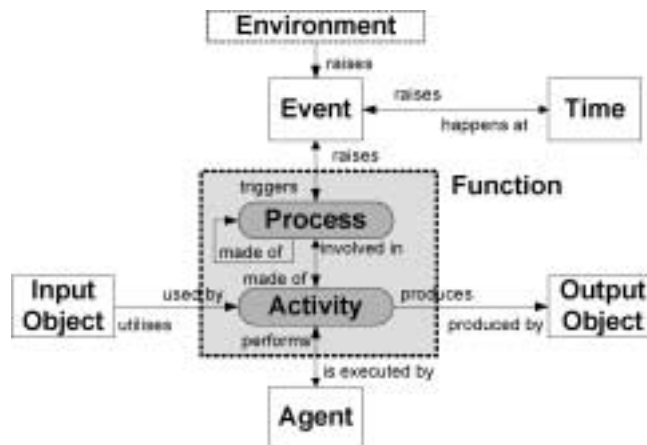 Environment
raises
Event
raises
happens at
Time
raises
triggers
Function
Process
made of
involved in
made of
Input
Object
used by
utilises
Activity
produces
produced by
Output
Object
performs
is executed by
Agent